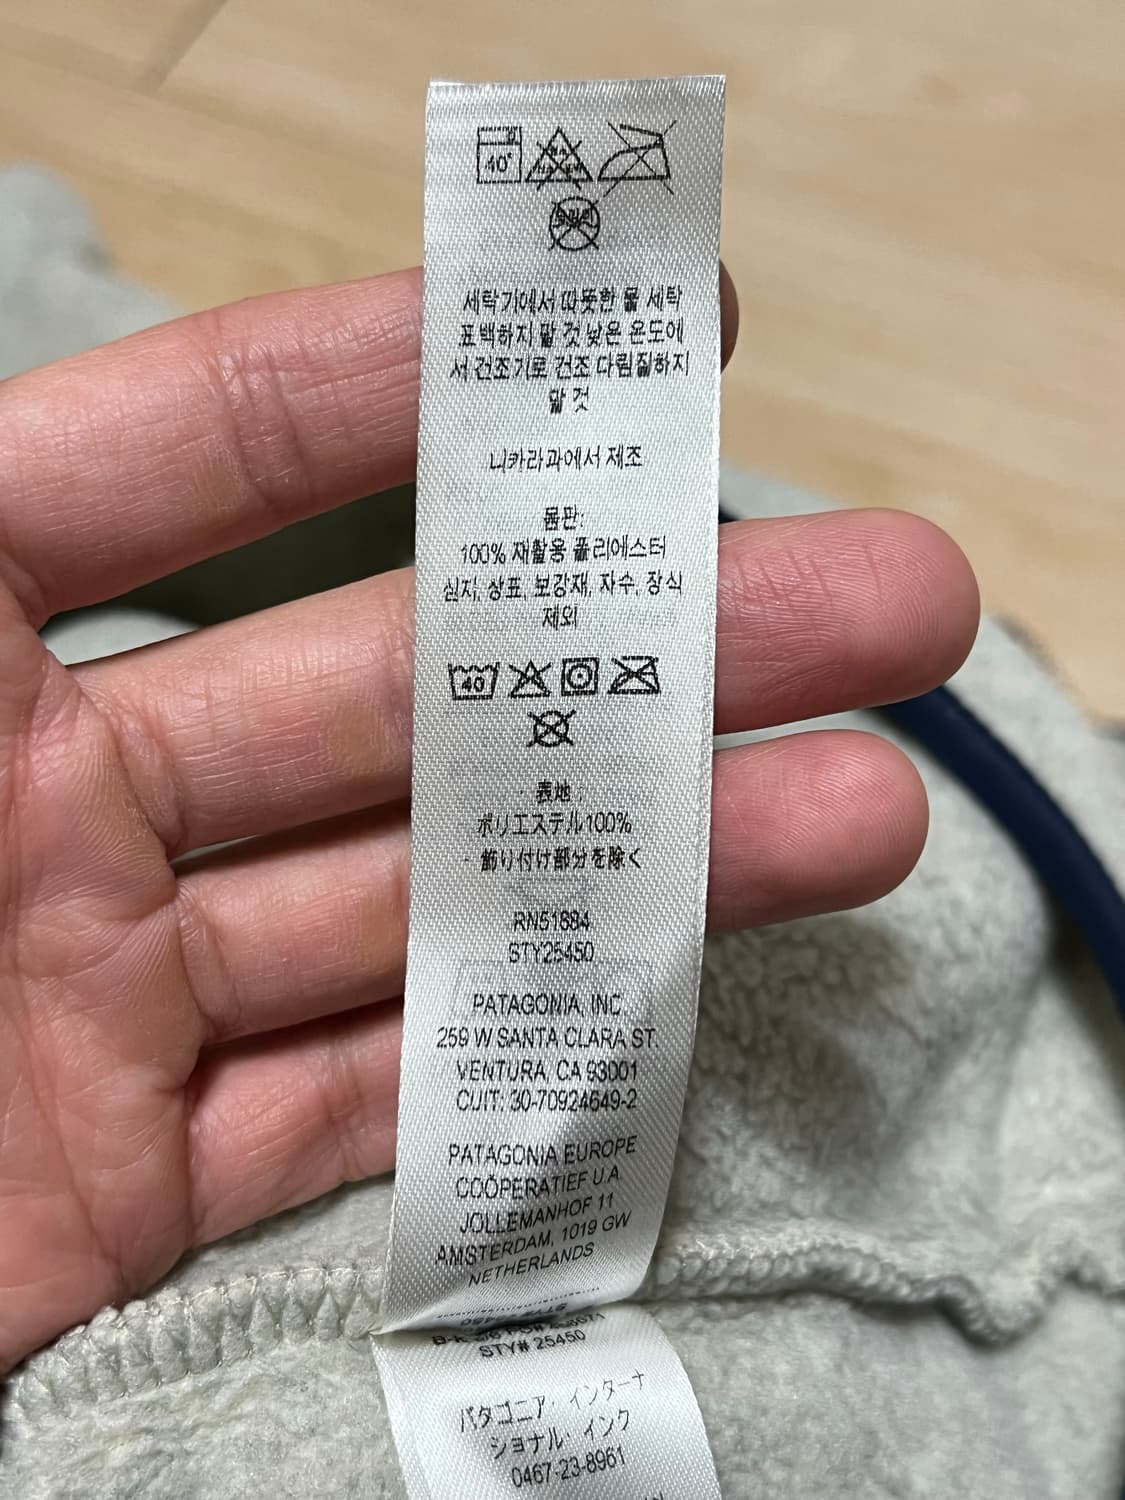 40°
세탁기에서 따뜻한 물 세탁
표백하지 말 것 낮은 온도에
서 건조기로 건조 다림질하지
말 것
니카라과에서 제조
몸판:
100% 재활용 폴리에스터
심지, 상표, 보강재, 자수, 장식
제외
40
表地:
ポリエステル100%
飾り付け部分を除く
RN51884
STY25450
PATAGONIA, INC
259 W SANTA CLARA ST.
VENTURA, CA 93001
CUIT: 30-70924649-2
PATAGONIA EUROPE
COÖPERATIEF U.A
JOLLEMANHOF 11
AMSTERDAM, 1019 GW
NETHERLANDS
STY# 25450
パタゴニア・インターナ
ショナル・インク
0467-23-8961